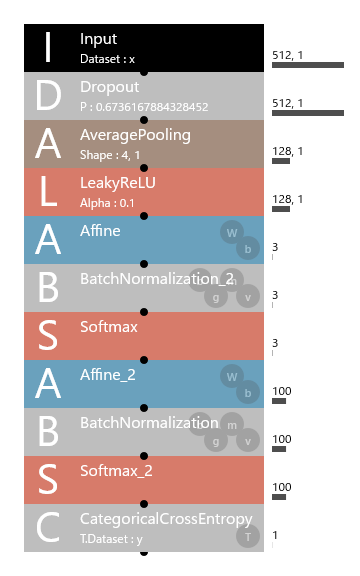 I Input
Dataset : x
512, 1
D Dropout
P : 0.6736167884328452
512, 1
A AveragePooling
Shape : 4, 1
128, 1
L LeakyReLU
Alpha : 0.1
128, 1
A Affine
W
b
3
B BatchNormalization_2
g v
3
S Softmax
3
A Affine_2
W
b
100
B BatchNormalization
m
g v
100
S Softmax_2
100
C CategoricalCrossEntropy
T.Dataset : y
T
1